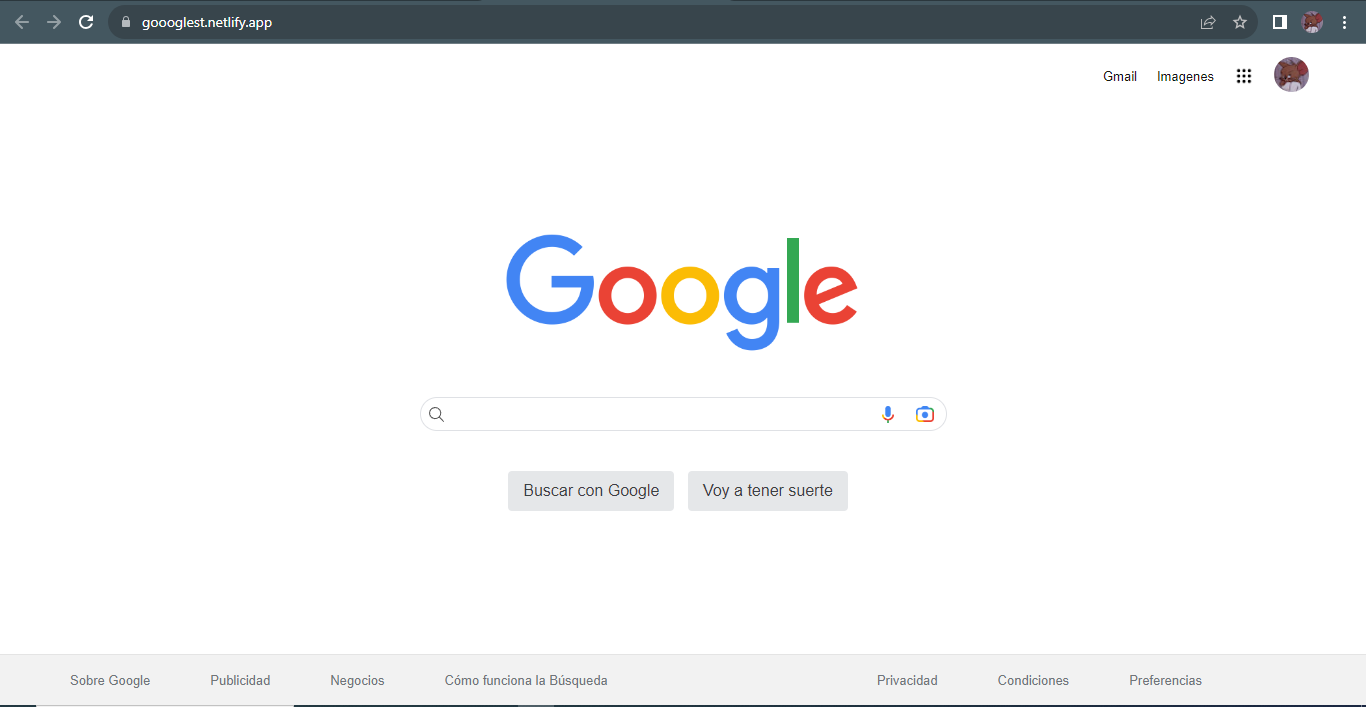 gooooglest.netlify.app
Gmail Imagenes
Google
Buscar con Google Voy a tener suerte
Sobre Google Publicidad Negocios Cómo funciona la Búsqueda Privacidad Condiciones Preferencias